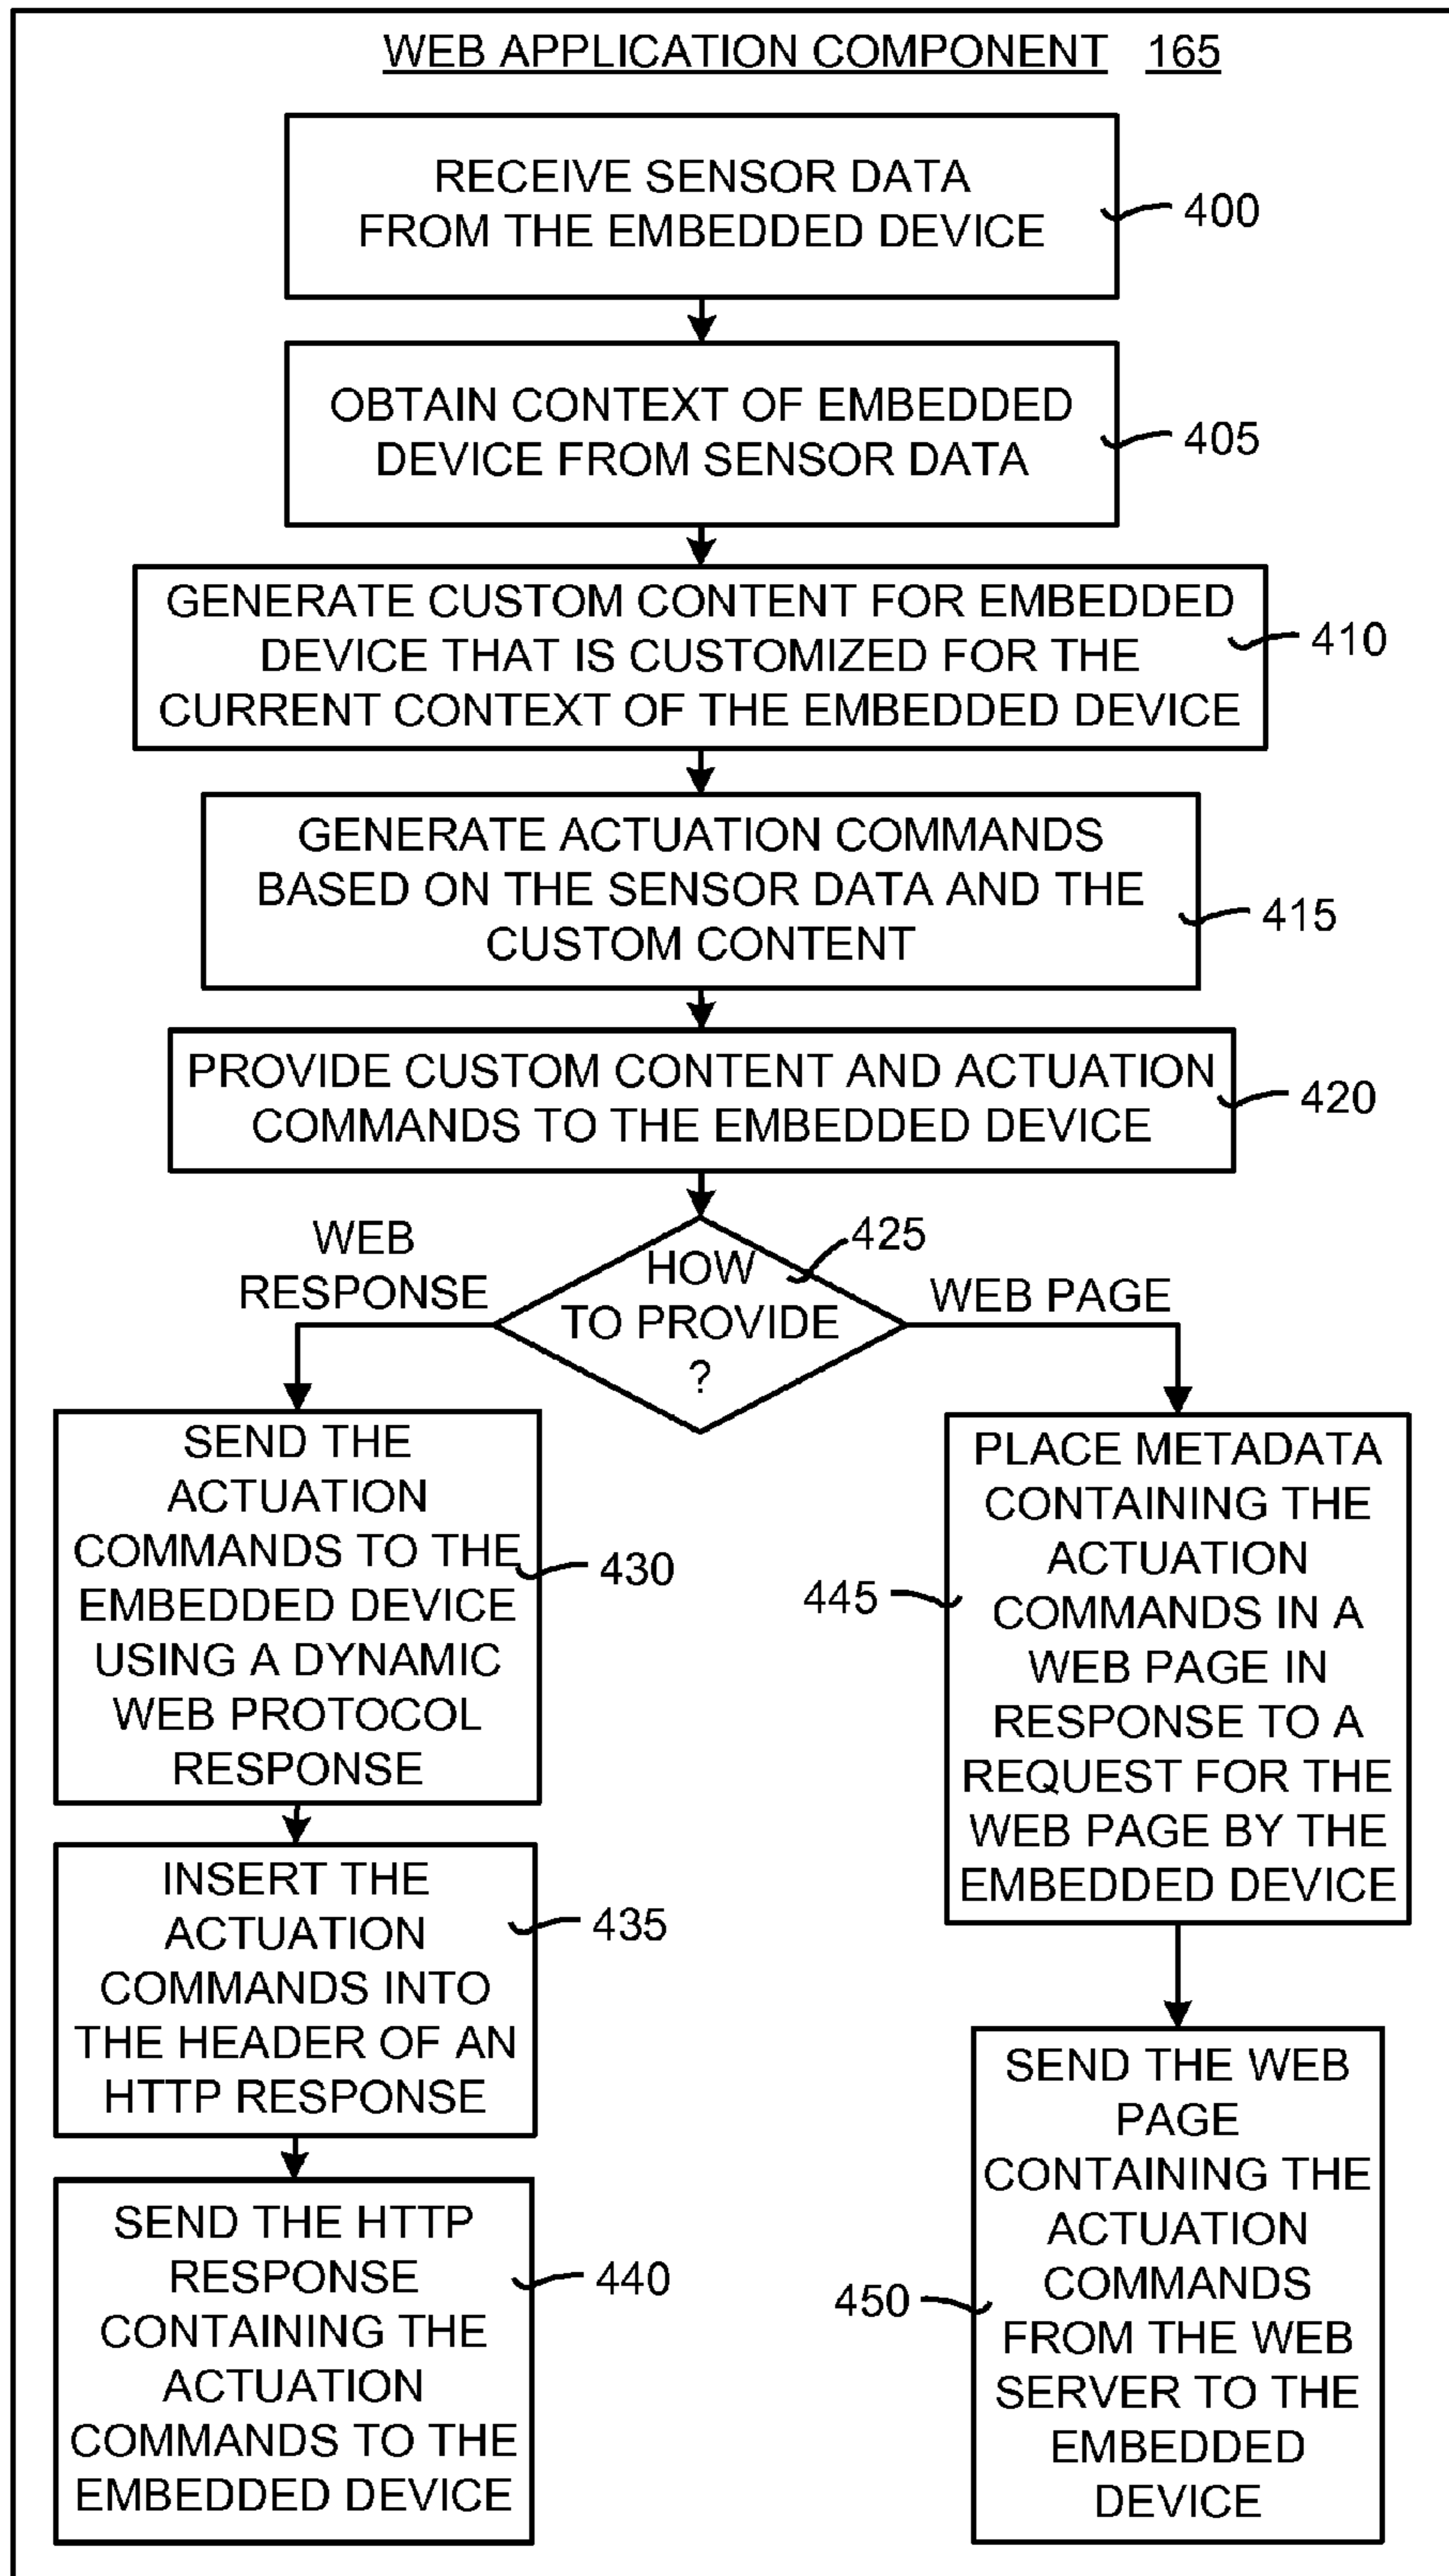 WEB APPLICATION COMPONENT 165
RECEIVE SENSOR DATA
FROM THE EMBEDDED DEVICE
400
OBTAIN CONTEXT OF EMBEDDED
DEVICE FROM SENSOR DATA
405
GENERATE CUSTOM CONTENT FOR EMBEDDED
DEVICE THAT IS CUSTOMIZED FOR THE
CURRENT CONTEXT OF THE EMBEDDED DEVICE
410
GENERATE ACTUATION COMMANDS
BASED ON THE SENSOR DATA AND THE
CUSTOM CONTENT
415
PROVIDE CUSTOM CONTENT AND ACTUATION
COMMANDS TO THE EMBEDDED DEVICE
420
HOW
TO PROVIDE
?
425
WEB
RESPONSE
WEB PAGE
SEND THE
ACTUATION
COMMANDS TO THE
EMBEDDED DEVICE
USING A DYNAMIC
WEB PROTOCOL
RESPONSE
430
INSERT THE
ACTUATION
COMMANDS INTO
THE HEADER OF AN
HTTP RESPONSE
435
SEND THE HTTP
RESPONSE
CONTAINING THE
ACTUATION
COMMANDS TO THE
EMBEDDED DEVICE
440
PLACE METADATA
CONTAINING THE
ACTUATION
COMMANDS IN A
WEB PAGE IN
RESPONSE TO A
REQUEST FOR THE
WEB PAGE BY THE
EMBEDDED DEVICE
445
SEND THE WEB
PAGE
CONTAINING THE
ACTUATION
COMMANDS
FROM THE WEB
SERVER TO THE
EMBEDDED
DEVICE
450